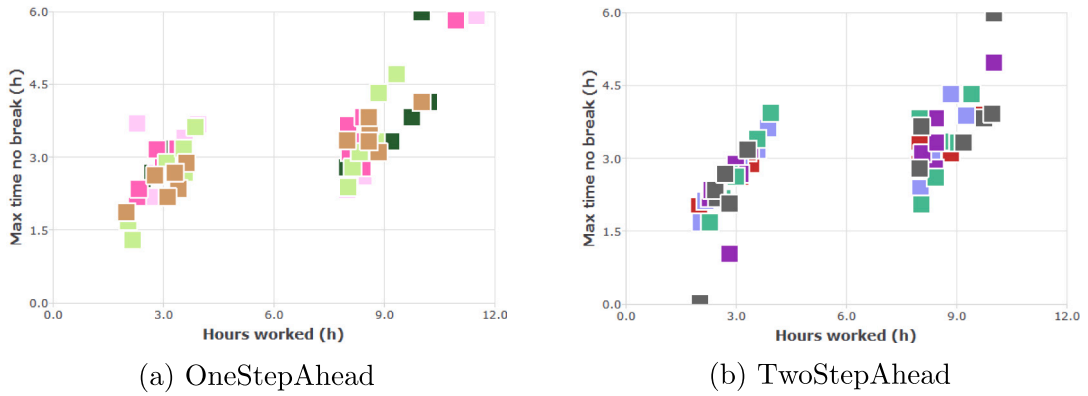 6.0
4.5
3.0
1.5
0.0
Max time no break (h)
0.0 3.0 6.0 9.0 12.0
Hours worked (h)
(a) OneStepAhead
6.0
4.5
3.0
1.5
0.0
Max time no break (h)
0.0 3.0 6.0 9.0 12.0
Hours worked (h)
(b) TwoStepAhead